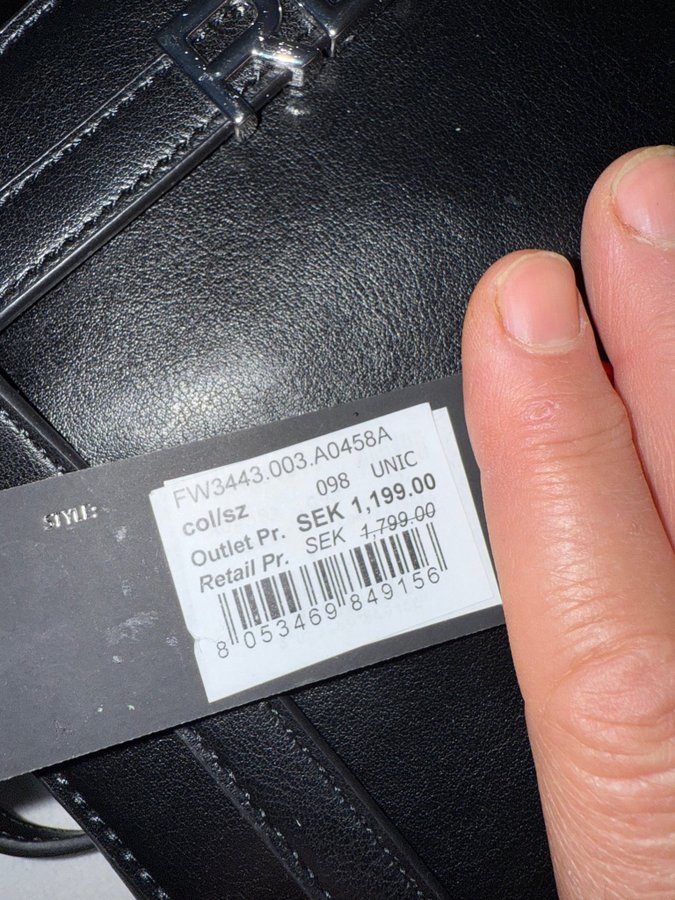 RE
STYLE:
FW3443.003.A0458A
col/sz 098 UNIC
Outlet Pr. SEK 1,199.00
Retail Pr. SEK 1,799.00
8 053469 849156